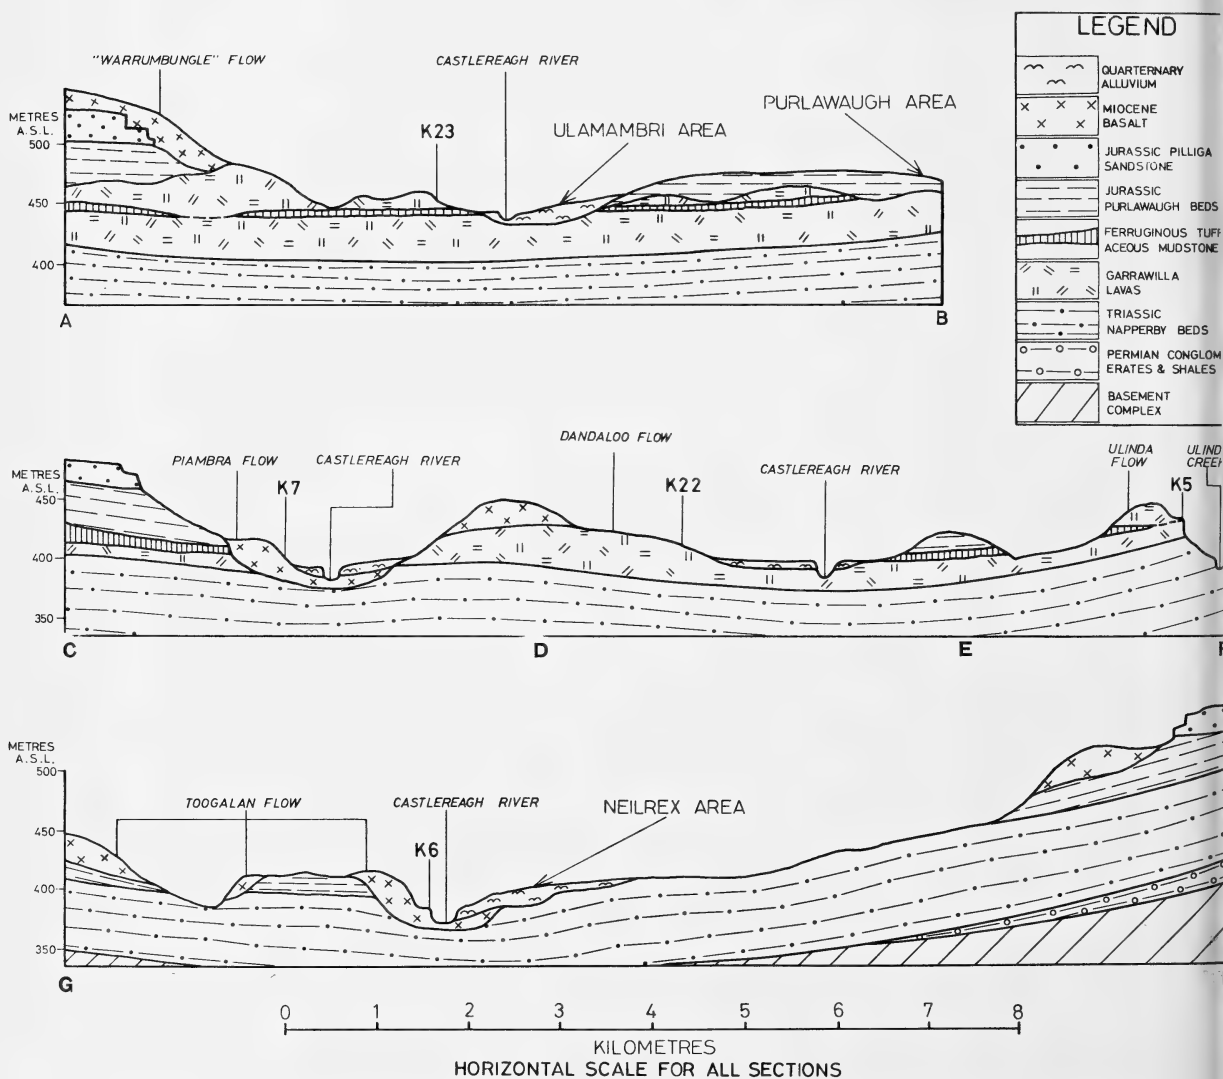 LEGEND
QUARTERNARY
ALLUVIUM
MIOCENE
BASALT
JURASSIC PILLIGA
SANDSTONE
JURASSIC
PURLAWAUGH BEDS
FERRUGINOUS TUFF
ACEOUS MUDSTONE
GARRAWILLA
LAVAS
TRIASSIC
NAPPERBY BEDS
PERMIAN CONGLOM
ERATES & SHALES
BASEMENT
COMPLEX
"WARRUMBUNGLE" FLOW
CASTLEREAGH RIVER
PURLAWAUGH AREA
K23
ULAMAMBRI AREA
METRES
A.S.L.
500
450
400
A
B
DANDALOO FLOW
PIAMBRA FLOW
CASTLEREAGH RIVER
CASTLEREAGH RIVER
ULINDA
FLOW
ULIND
CREEK
K7
K22
K5
METRES
A.S.L.
450
400
350
C
D
E
TOOGALAN FLOW
CASTLEREAGH RIVER
NEILREX AREA
K6
METRES
A.S.L.
500
450
400
350
G
0 1 2 3 4 5 6 7 8
KILOMETRES
HORIZONTAL SCALE FOR ALL SECTIONS